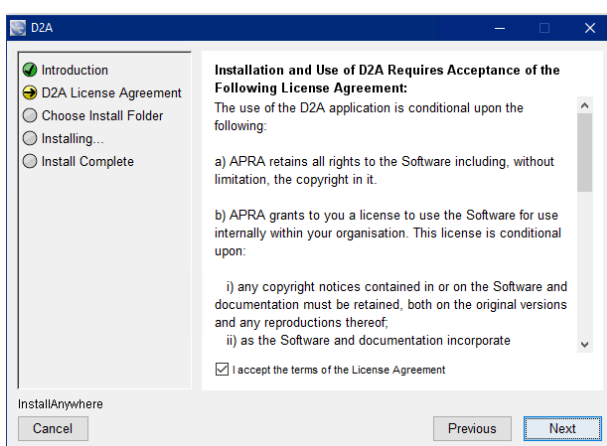 D2A
Introduction
D2A License Agreement
Choose Install Folder
Installing...
Install Complete
Installation and Use of D2A Requires Acceptance of the
Following License Agreement:
The use of the D2A application is conditional upon the
following:
a) APRA retains all rights to the Software including, without
limitation, the copyright in it.
b) APRA grants to you a license to use the Software for use
internally within your organisation. This license is conditional
upon:
i) any copyright notices contained in or on the Software and
documentation must be retained, both on the original versions
and any reproductions thereof;
ii) as the Software and documentation incorporate
I accept the terms of the License Agreement
InstallAnywhere
Cancel
Previous
Next